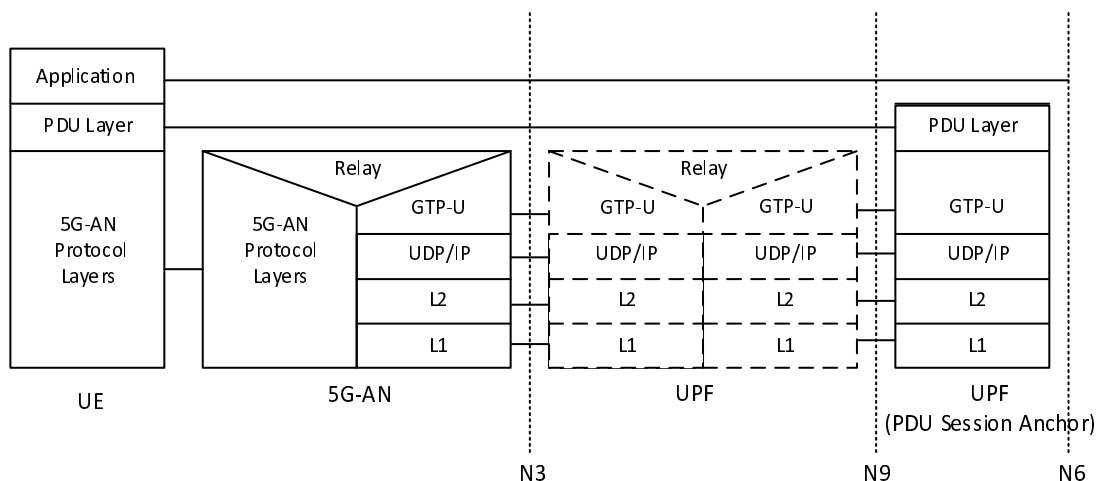 Application
PDU Layer
5G-AN
Protocol
Layers
UE
Relay
5G-AN
Protocol
Layers
GTP-U
UDP/IP
L2
L1
5G-AN
N3
Relay
GTP-U
GTP-U
UDP/IP
UDP/IP
L2
L2
L1
L1
UPF
N9
PDU Layer
GTP-U
UDP/IP
L2
L1
UPF
(PDU Session Anchor)
N6